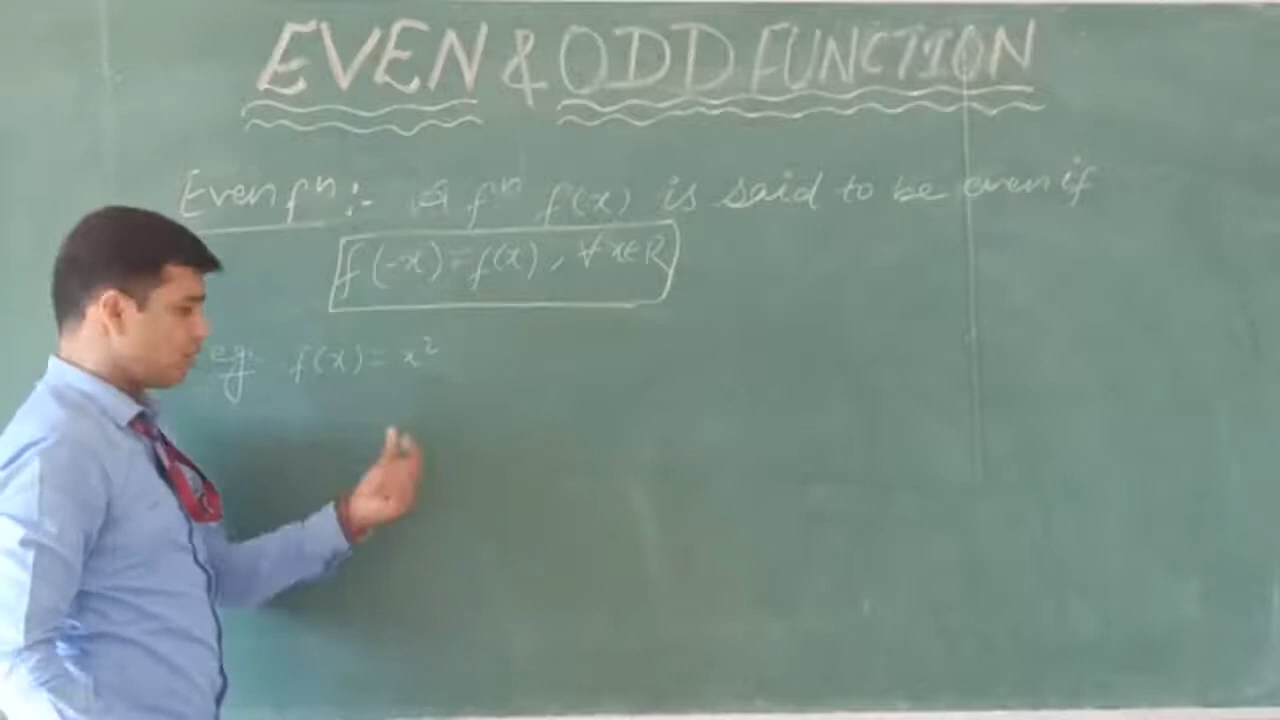 EVEN & ODD FUNCTION
Even fⁿ :- A fⁿ f(x) is said to be even if
f(-x) = f(x), ∀ x∈R
eg. f(x) = x²